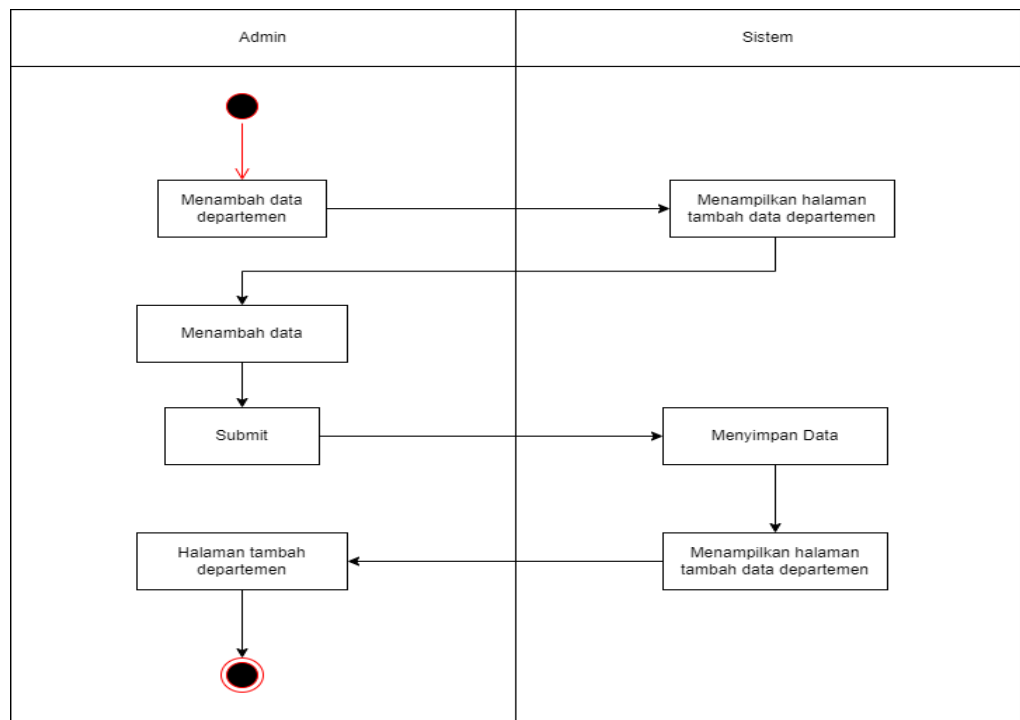 Admin
Sistem
Menambah data
departemen
Menampilkan halaman
tambah data departemen
Menambah data
Submit
Menyimpan Data
Halaman tambah
departemen
Menampilkan halaman
tambah data departemen